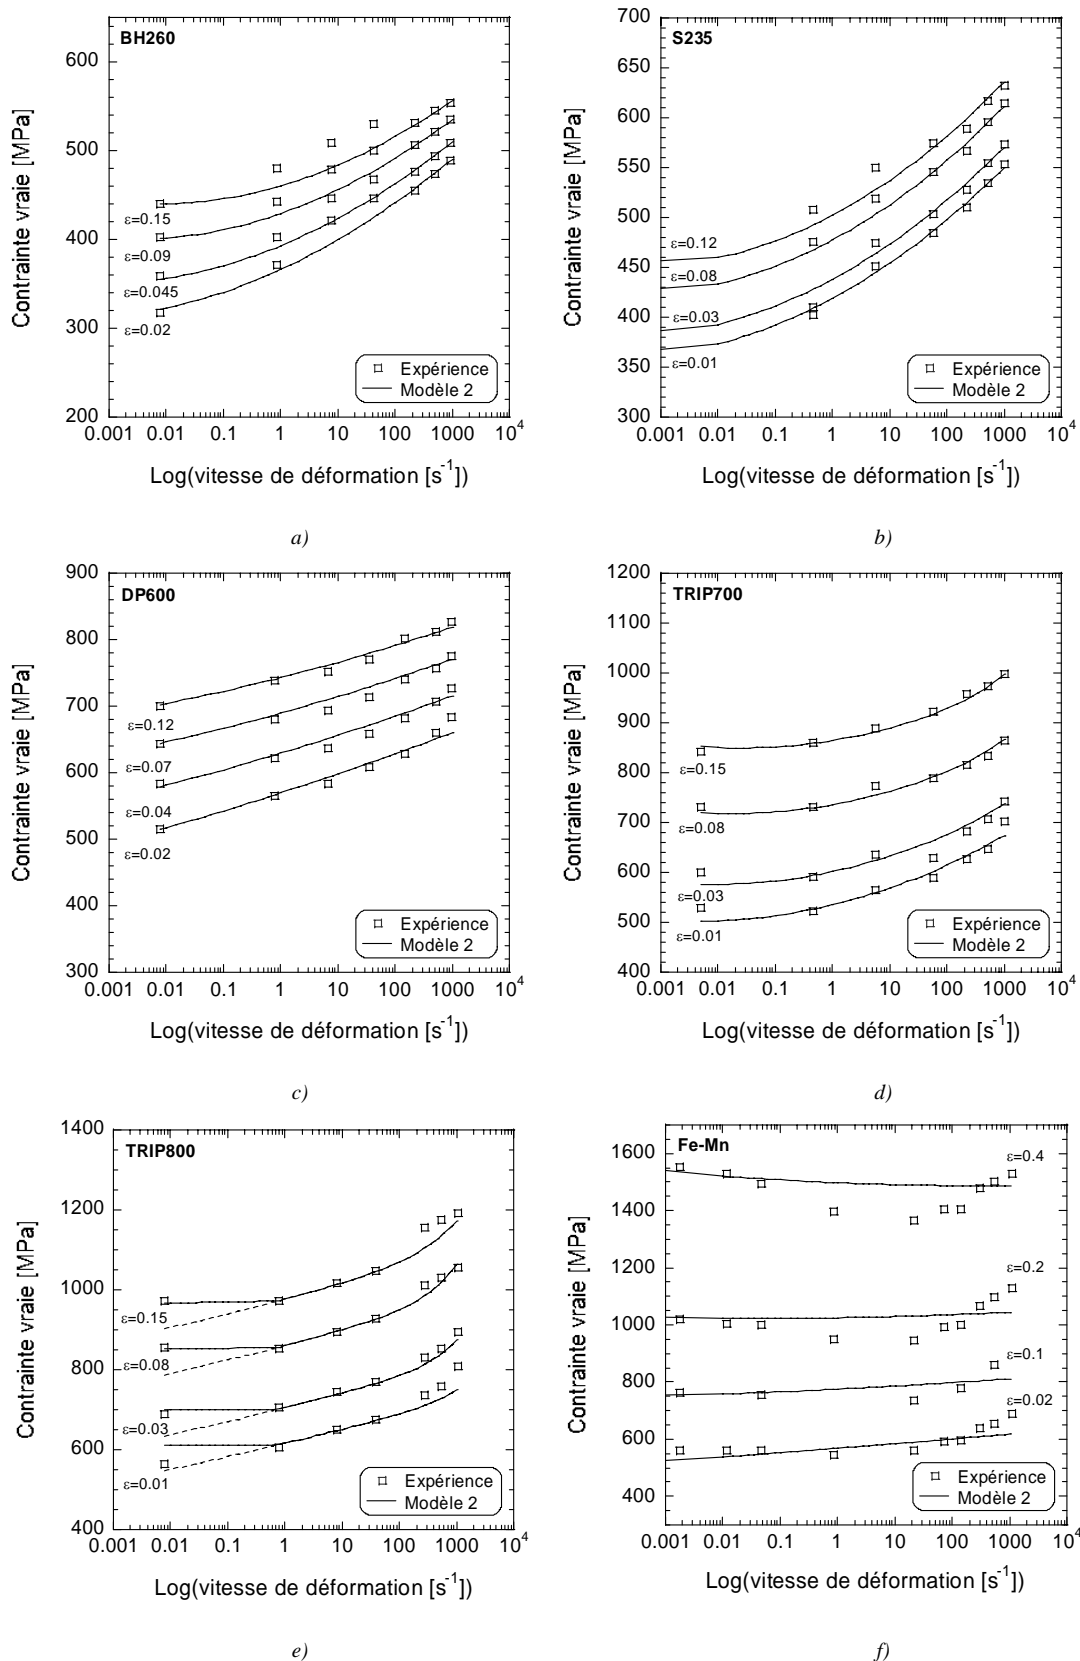 BH260
Contrainte vraie [MPa]
600
500
400
300
200
ε=0.15
ε=0.09
ε=0.045
ε=0.02
Expérience
Modèle 2
0.001 0.01 0.1 1 10 100 1000 10^4
Log(vitesse de déformation [s^-1])
a)
S235
Contrainte vraie [MPa]
700
650
600
550
500
450
400
350
300
ε=0.12
ε=0.08
ε=0.03
ε=0.01
Expérience
Modèle 2
0.001 0.01 0.1 1 10 100 1000 10^4
Log(vitesse de déformation [s^-1])
b)
DP600
Contrainte vraie [MPa]
900
800
700
600
500
400
300
ε=0.12
ε=0.07
ε=0.04
ε=0.02
Expérience
Modèle 2
0.001 0.01 0.1 1 10 100 1000 10^4
Log(vitesse de déformation [s^-1])
c)
TRIP700
Contrainte vraie [MPa]
1200
1100
1000
900
800
700
600
500
400
ε=0.15
ε=0.08
ε=0.03
ε=0.01
Expérience
Modèle 2
0.001 0.01 0.1 1 10 100 1000 10^4
Log(vitesse de déformation [s^-1])
d)
TRIP800
Contrainte vraie [MPa]
1400
1200
1000
800
600
400
ε=0.15
ε=0.08
ε=0.03
ε=0.01
Expérience
Modèle 2
0.001 0.01 0.1 1 10 100 1000 10^4
Log(vitesse de déformation [s^-1])
e)
Fe-Mn
Contrainte vraie [MPa]
1600
1400
1200
1000
800
600
400
ε=0.4
ε=0.2
ε=0.1
ε=0.02
Expérience
Modèle 2
0.001 0.01 0.1 1 10 100 1000 10^4
Log(vitesse de déformation [s^-1])
f)